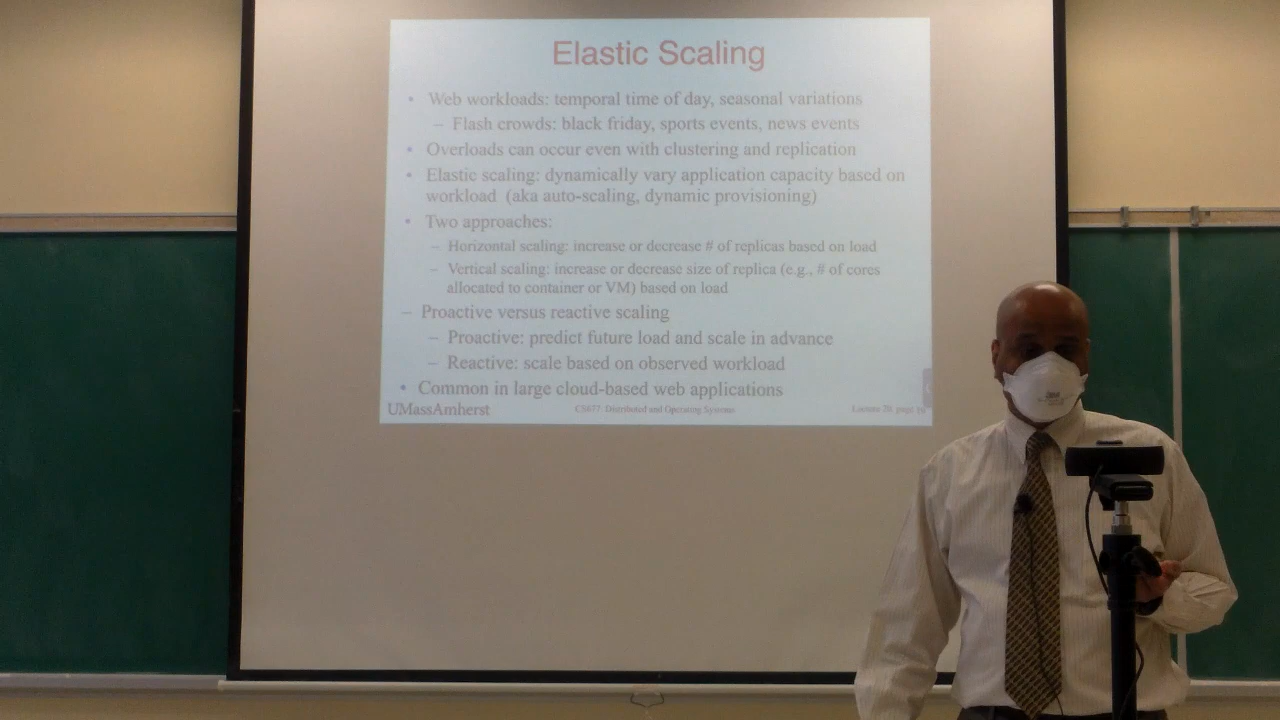 Elastic Scaling
• Web workloads: temporal time of day, seasonal variations
– Flash crowds: black friday, sports events, news events
• Overloads can occur even with clustering and replication
• Elastic scaling: dynamically vary application capacity based on
workload (aka auto-scaling, dynamic provisioning)
• Two approaches:
– Horizontal scaling: increase or decrease # of replicas based on load
– Vertical scaling: increase or decrease size of replica (e.g., # of cores
allocated to container or VM) based on load
– Proactive versus reactive scaling
– Proactive: predict future load and scale in advance
– Reactive: scale based on observed workload
• Common in large cloud-based web applications
UMassAmherst CS677: Distributed and Operating Systems Lecture 20, page
3M